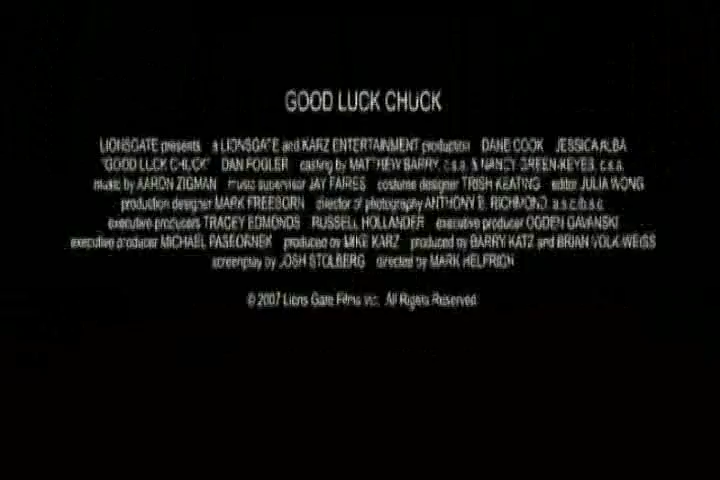 GOOD LUCK CHUCK
LIONSGATE presents a LIONSGATE and KARZ ENTERTAINMENT production DANE COOK JESSICA ALBA
"GOOD LUCK CHUCK" DAN FOGLER casting by MATTHEW BARRY, c.s.a. & NANCY GREEN-KEYES, c.s.a.
music by AARON ZIGMAN music supervisor JAY FAIRES costume designer TRISH KEATING editor JULIA WONG
production designer MARK FREEBORN director of photography ANTHONY B. RICHMOND, a.s.c./b.s.c.
executive producers TRACEY EDMONDS RUSSELL HOLLANDER executive producer OGDEN GAVANSKI
executive producer MICHAEL PASEORNEK produced by MIKE KARZ produced by BARRY KATZ and BRIAN VOLK-WEISS
screenplay by JOSH STOLBERG directed by MARK HELFRICH
© 2007 Lions Gate Films Inc. All Rights Reserved.